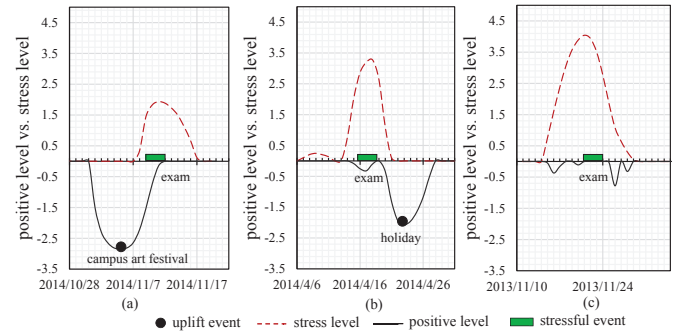 positive level vs. stress level
4.5
3.5
2.5
1.5
0.5
-0.5
-1.5
-2.5
-3.5
exam
campus art festival
2014/10/28
2014/11/7
2014/11/17
(a)
positive level vs. stress level
4.5
3.5
2.5
1.5
0.5
-0.5
-1.5
-2.5
-3.5
exam
holiday
2014/4/6
2014/4/16
2014/4/26
(b)
positive level vs. stress level
4.5
3.5
2.5
1.5
0.5
-0.5
-1.5
-2.5
-3.5
exam
2013/11/10
2013/11/24
(c)
uplift event
stress level
positive level
stressful event